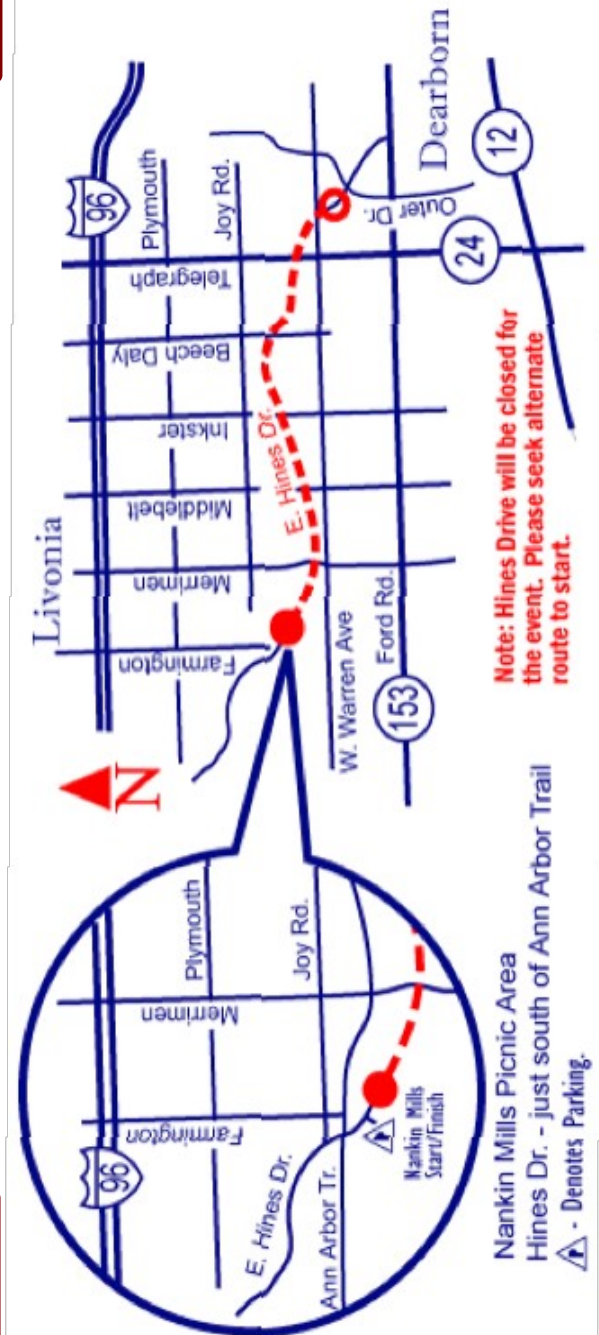 Livonia
96
Plymouth
Joy Rd.
Farmington
Merrimen
Middlebelt
Inkster
Beech Daly
Telegraph
E. Hines Dr.
Outer Dr.
W. Warren Ave
Ford Rd.
153
24
12
Dearborn
N
96
Plymouth
Joy Rd.
Farmington
Merrimen
E. Hines Dr.
Ann Arbor Tr.
Nankin Mills
Start/Finish
Nankin Mills Picnic Area
Hines Dr. - just south of Ann Arbor Trail
P - Denotes Parking.
Note: Hines Drive will be closed for
the event. Please seek alternate
route to start.